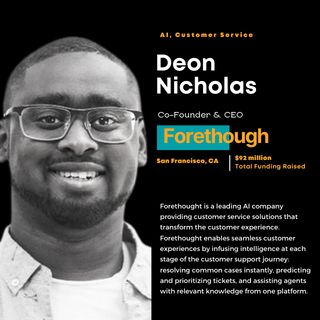 AI, Customer Service
Deon
Nicholas
Co-Founder & CEO
Forethough
San Francisco, CA
$92 million
Total Funding Raised
Forethought is a leading AI company
providing customer service solutions that
transform the customer experience.
Forethought enables seamless customer
experiences by infusing intelligence at each
stage of the customer support journey:
resolving common cases instantly, predicting
and prioritizing tickets, and assisting agents
with relevant knowledge from one platform.